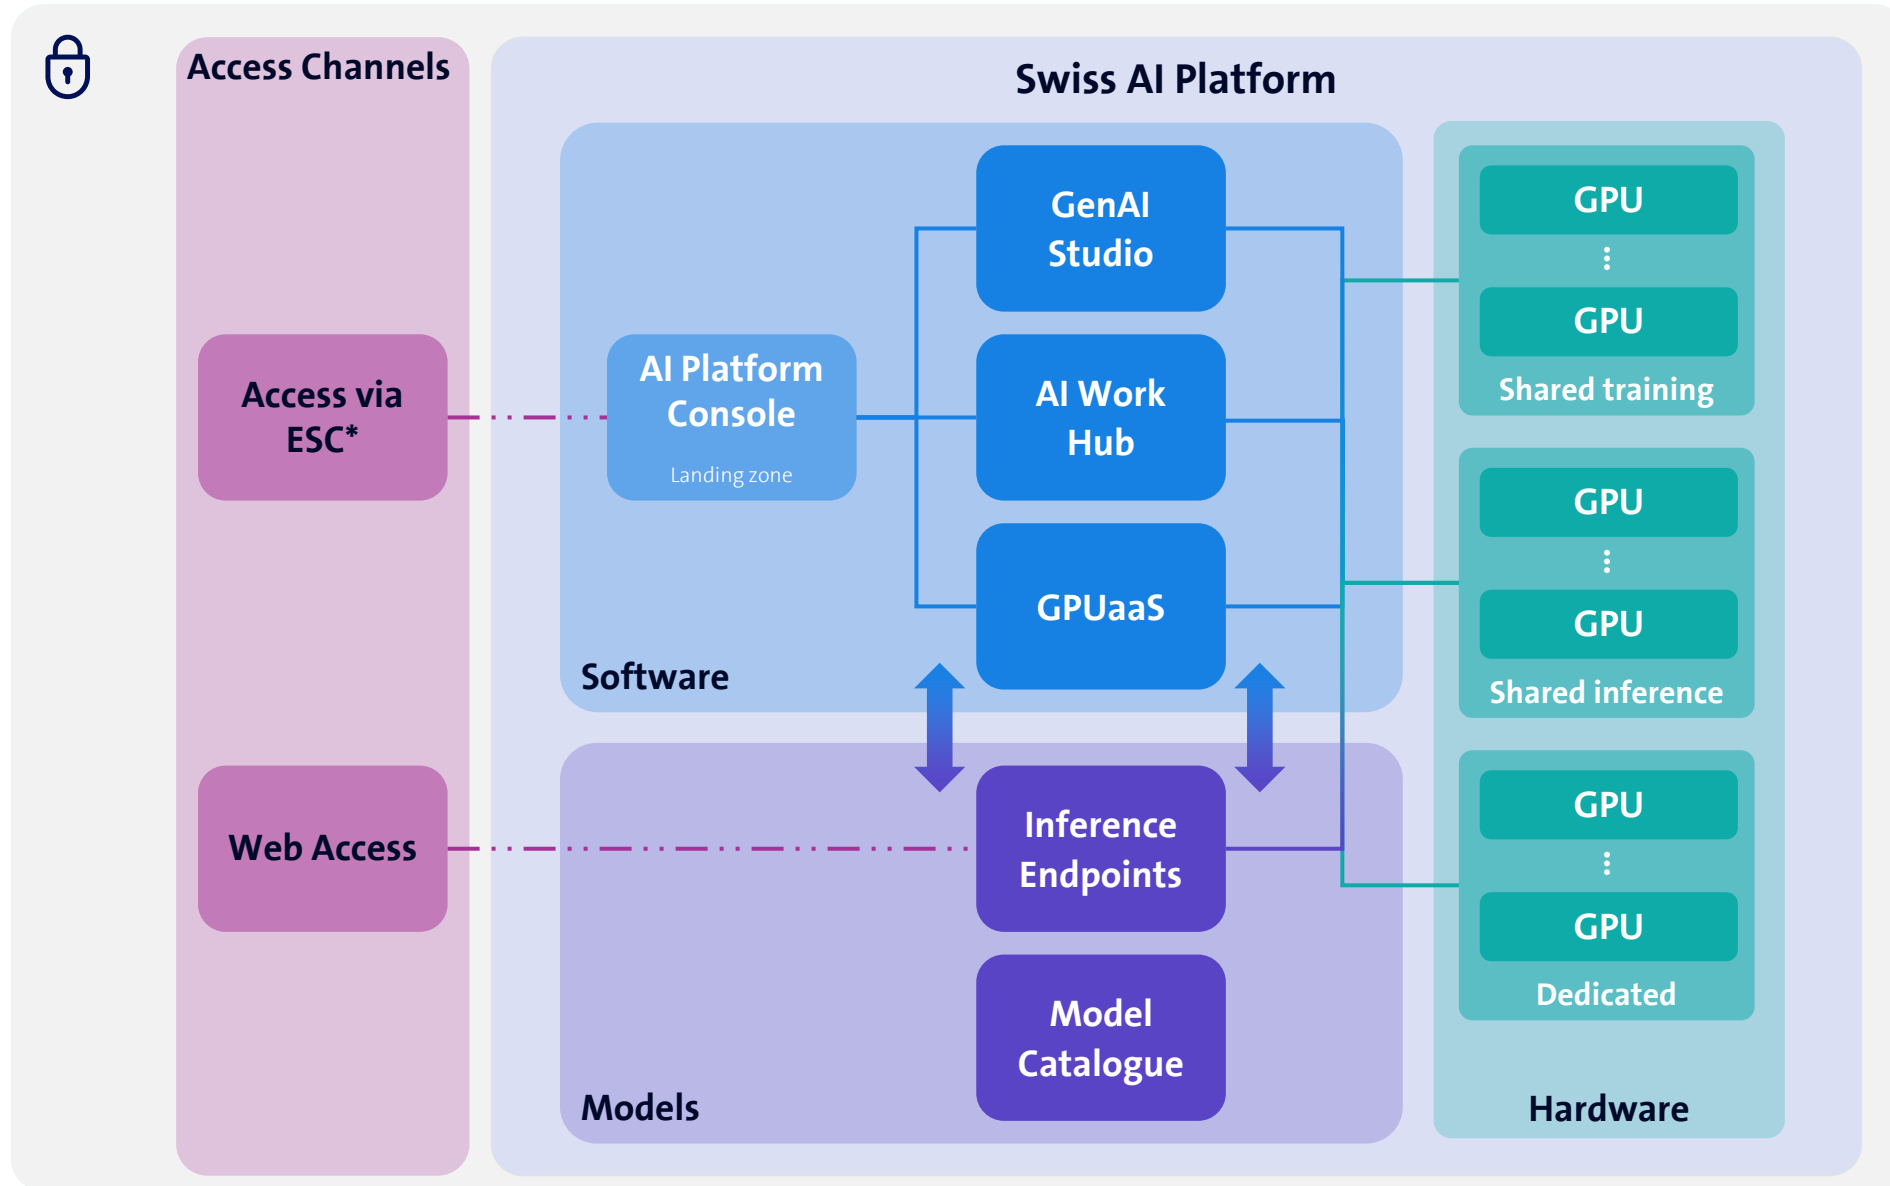 Access Channels
Access via
ESC*
Web Access
Swiss AI Platform
AI Platform
Console
Landing zone
GenAI
Studio
AI Work
Hub
GPUaaS
Software
Inference
Endpoints
Model
Catalogue
Models
GPU
GPU
Shared training
GPU
GPU
Shared inference
GPU
GPU
Dedicated
Hardware